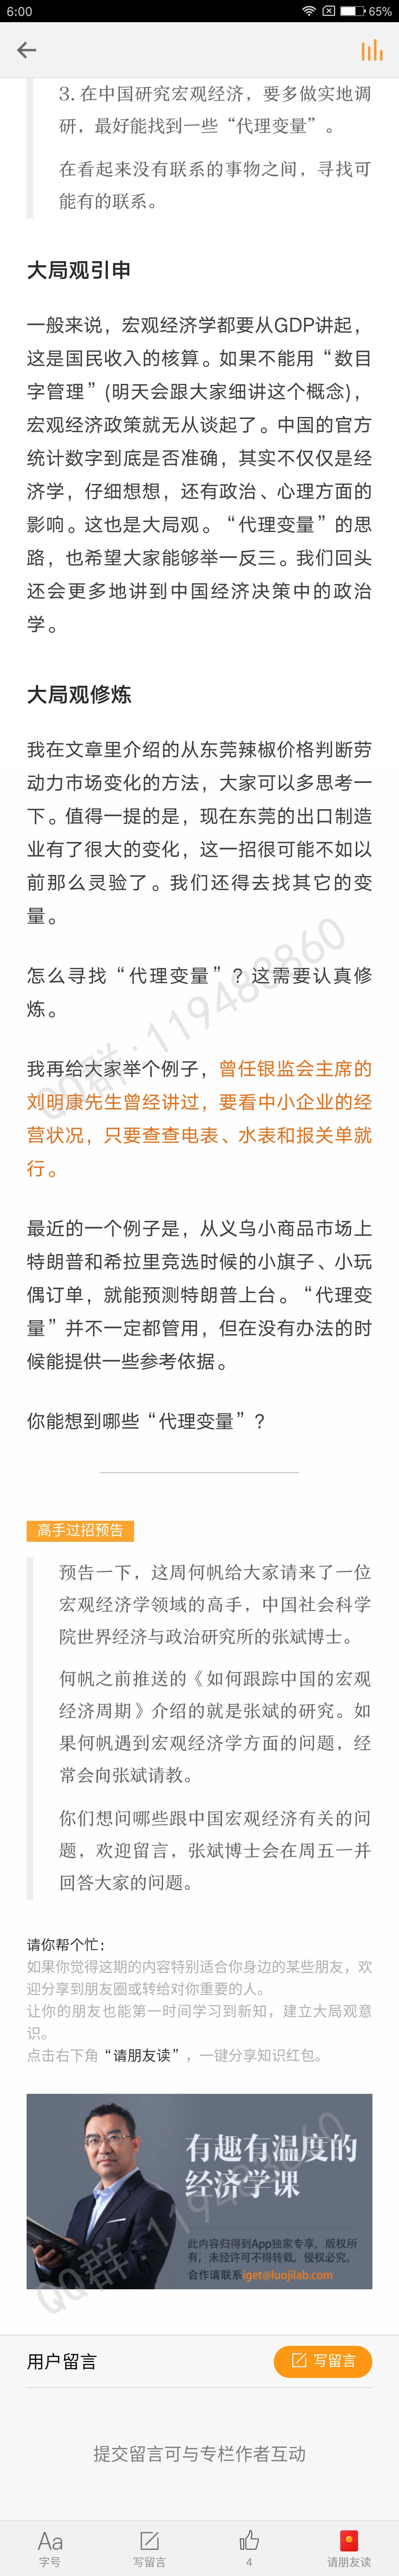 6:00
65%
3. 在中国研究宏观经济，要多做实地调
研，最好能找到一些“代理变量”。
在看起来没有联系的事物之间，寻找可
能有的联系。
大局观引申
一般来说，宏观经济学都要从GDP讲起，
这是国民收入的核算。如果不能用“数目
字管理”(明天会跟大家细讲这个概念)，
宏观经济政策就无从谈起了。中国的官方
统计数字到底是否准确，其实不仅仅是经
济学，仔细想想，还有政治、心理方面的
影响。这也是大局观。“代理变量”的思
路，也希望大家能够举一反三。我们回头
还会更多地讲到中国经济决策中的政治
学。
大局观修炼
我在文章里介绍的从东莞辣椒价格判断劳
动力市场变化的方法，大家可以多思考一
下。值得一提的是，现在东莞的出口制造
业有了很大的变化，这一招很可能不如以
前那么灵验了。我们还得去找其它的变
量。
怎么寻找“代理变量”？这需要认真修
炼。
QQ群:119483860
我再给大家举个例子，曾任银监会主席的
刘明康先生曾经讲过，要看中小企业的经
营状况，只要查查电表、水表和报关单就
行。
最近的一个例子是，从义乌小商品市场上
特朗普和希拉里竞选时候的小旗子、小玩
偶订单，就能预测特朗普上台。“代理变
量”并不一定都管用，但在没有办法的时
候能提供一些参考依据。
你能想到哪些“代理变量”？
高手过招预告
预告一下，这周何帆给大家请来了一位
宏观经济学领域的高手，中国社会科学
院世界经济与政治研究所的张斌博士。
何帆之前推送的《如何跟踪中国的宏观
经济周期》介绍的就是张斌的研究。如
果何帆遇到宏观经济学方面的问题，经
常会向张斌请教。
你们想问哪些跟中国宏观经济有关的问
题，欢迎留言，张斌博士会在周五一并
回答大家的问题。
请你帮个忙：
如果你觉得这期的内容特别适合你身边的某些朋友，欢
迎分享到朋友圈或转给对你重要的人。
让你的朋友也能第一时间学习到新知，建立大局观意
识。
点击右下角“请朋友读”，一键分享知识红包。
有趣有温度的
经济学课
此内容归得到App独家专享，版权所
有，未经许可不得转载，侵权必究。
合作请联系iget@luojilab.com
QQ群:119483860
用户留言
写留言
提交留言可与专栏作者互动
Aa
字号
写留言
4
请朋友读